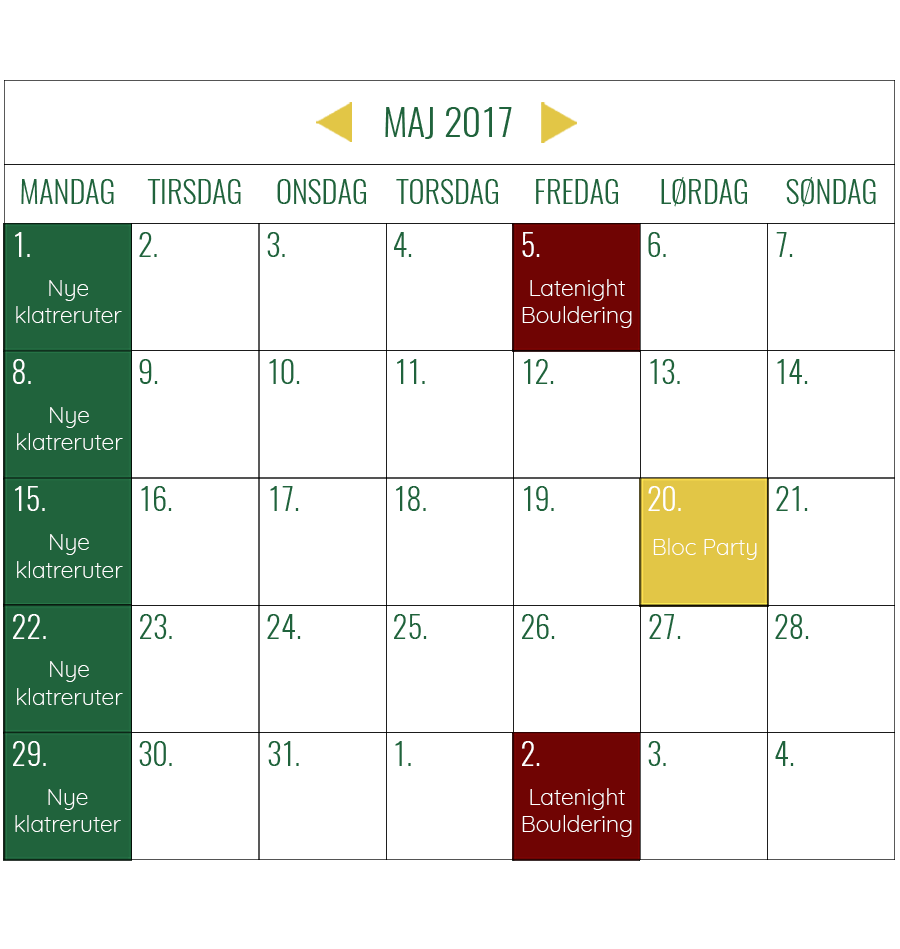 MAJ 2017
MANDAG TIRSDAG ONSDAG TORSDAG FREDAG LØRDAG SØNDAG
1. 2. 3. 4. 5. 6. 7.
Nye Latenight
klatreruter Bouldering
8. 9. 10. 11. 12. 13. 14.
Nye
klatreruter
15. 16. 17. 18. 19. 20. 21.
Nye Bloc Party
klatreruter
22. 23. 24. 25. 26. 27. 28.
Nye
klatreruter
29. 30. 31. 1. 2. 3. 4.
Nye Latenight
klatreruter Bouldering